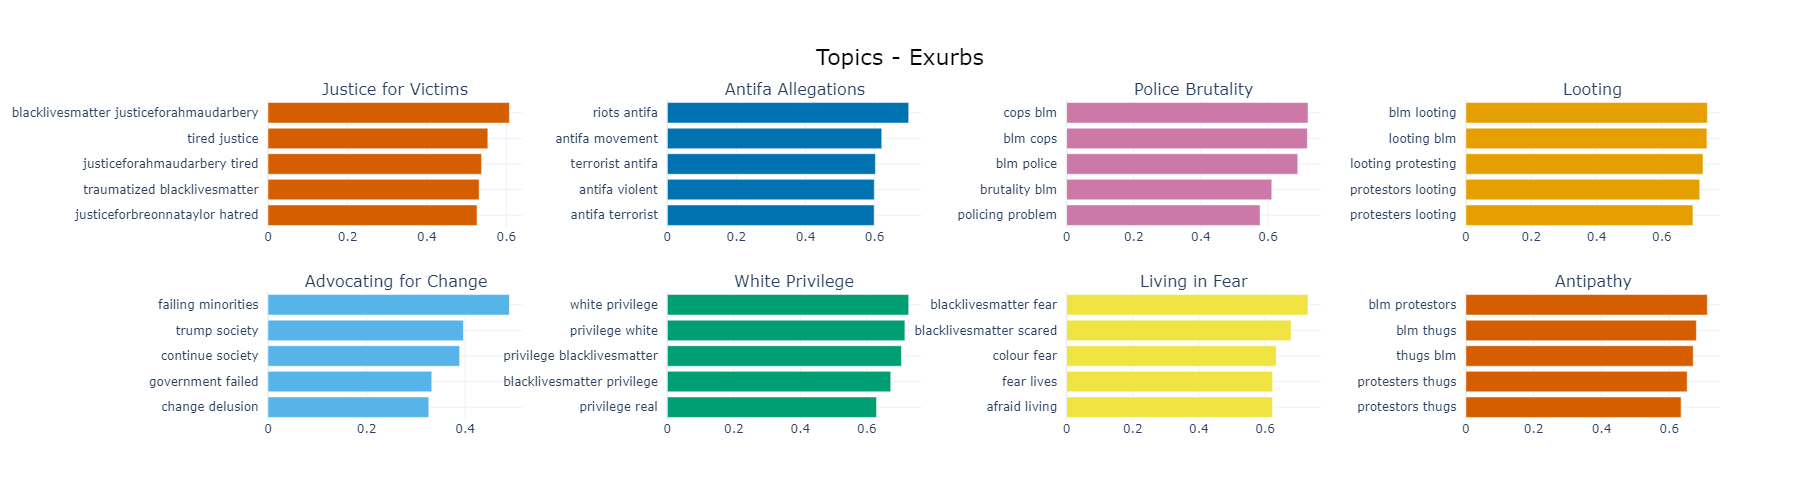 Topics - Exurbs
Justice for Victims
blacklivesmatter justiceforahmaudarbery
tired justice
justiceforahmaudarbery tired
traumatized blacklivesmatter
justiceforbreonnataylor hatred
0 0.2 0.4 0.6
Antifa Allegations
riots antifa
antifa movement
terrorist antifa
antifa violent
antifa terrorist
0 0.2 0.4 0.6
Police Brutality
cops blm
blm cops
blm police
brutality blm
policing problem
0 0.2 0.4 0.6
Looting
blm looting
looting blm
looting protesting
protestors looting
protesters looting
0 0.2 0.4 0.6
Advocating for Change
failing minorities
trump society
continue society
government failed
change delusion
0 0.2 0.4
White Privilege
white privilege
privilege white
privilege blacklivesmatter
blacklivesmatter privilege
privilege real
0 0.2 0.4 0.6
Living in Fear
blacklivesmatter fear
blacklivesmatter scared
colour fear
fear lives
afraid living
0 0.2 0.4 0.6
Antipathy
blm protestors
blm thugs
thugs blm
protesters thugs
protestors thugs
0 0.2 0.4 0.6